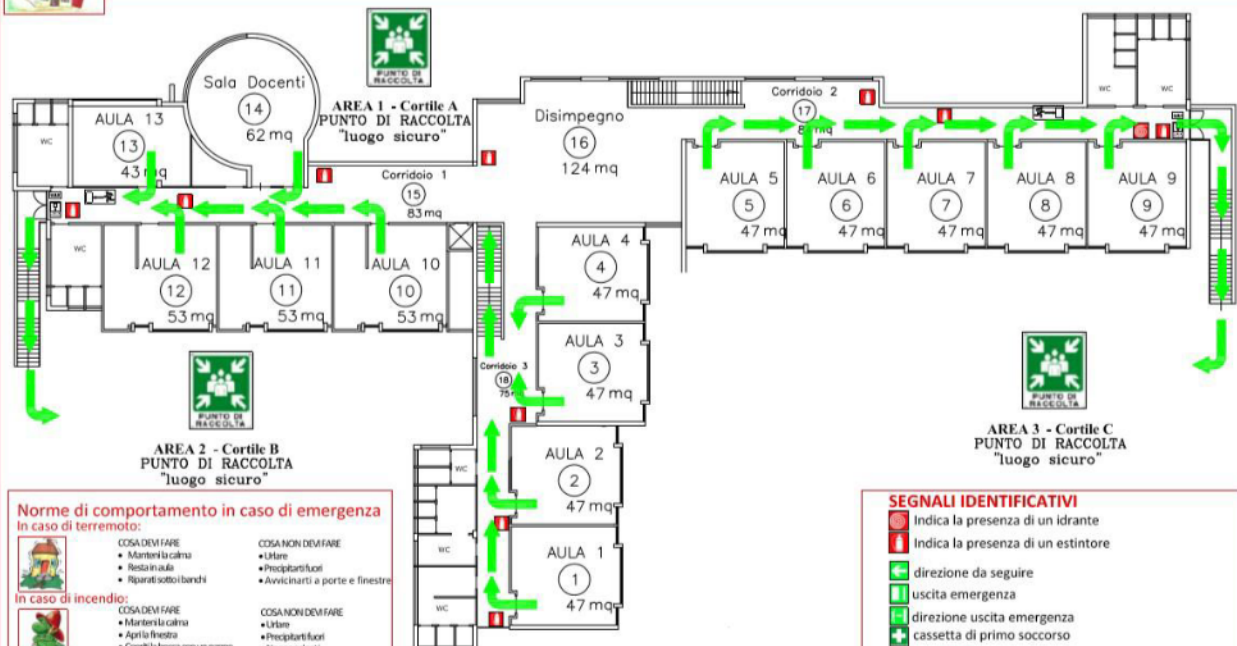 PUNTO DI
RACCOLTA
AREA 1 - Cortile A
PUNTO DI RACCOLTA
"luogo sicuro"
Sala Docenti
14
62 mq
AULA 13
13
43 mq
WC
Corridoio 1
15
83 mq
Disimpegno
16
124 mq
Corridoio 2
17
WC
WC
AULA 5
5
47 mq
AULA 6
6
47 mq
AULA 7
7
47 mq
AULA 8
8
47 mq
AULA 9
9
47 mq
WC
AULA 12
12
53 mq
AULA 11
11
53 mq
AULA 10
10
53 mq
AULA 4
4
47 mq
AULA 3
3
47 mq
Corridoio 3
18
AULA 2
2
47 mq
AULA 1
1
47 mq
WC
WC
WC
PUNTO DI
RACCOLTA
AREA 2 - Cortile B
PUNTO DI RACCOLTA
"luogo sicuro"
PUNTO DI
RACCOLTA
AREA 3 - Cortile C
PUNTO DI RACCOLTA
"luogo sicuro"
Norme di comportamento in caso di emergenza
In caso di terremoto:
COSA DEVI FARE
• Mantieni la calma
• Resta in aula
• Riparati sotto i banchi
COSA NON DEVI FARE
• Urlare
• Precipitarti fuori
• Avvicinarti a porte e finestre
In caso di incendio:
COSA DEVI FARE
• Mantieni la calma
• Apri la finestra
COSA NON DEVI FARE
• Urlare
• Precipitarti fuori
SEGNALI IDENTIFICATIVI
Indica la presenza di un idrante
Indica la presenza di un estintore
direzione da seguire
uscita emergenza
direzione uscita emergenza
cassetta di primo soccorso